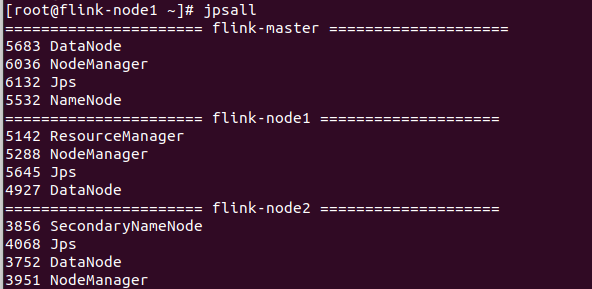 [root@flink-node1 ~]# jpsall
====================== flink-master ====================
5683 DataNode
6036 NodeManager
6132 Jps
5532 NameNode
====================== flink-node1 ====================
5142 ResourceManager
5288 NodeManager
5645 Jps
4927 DataNode
====================== flink-node2 ====================
3856 SecondaryNameNode
4068 Jps
3752 DataNode
3951 NodeManager